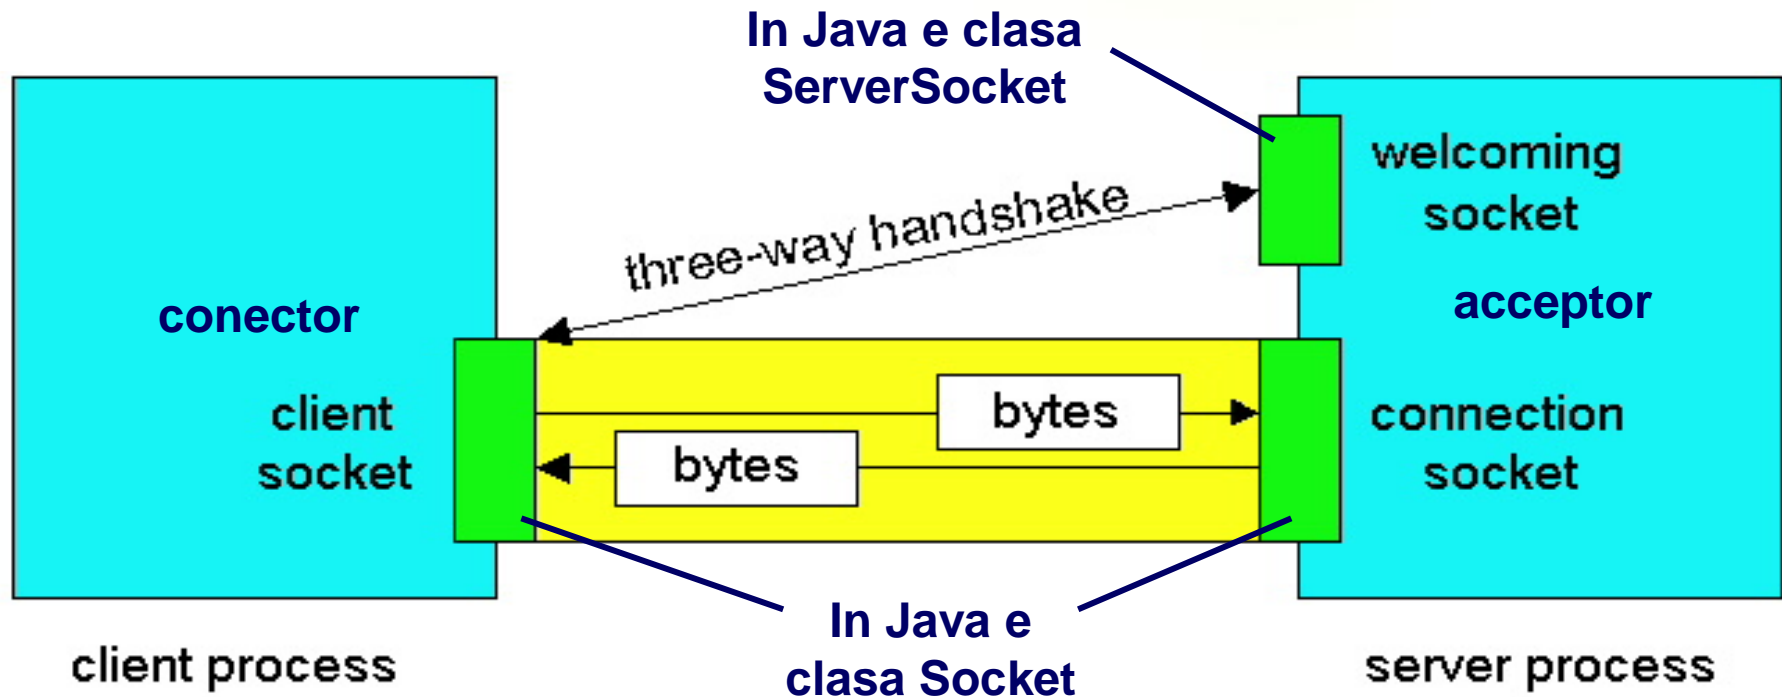 In Java e clasa
ServerSocket
welcoming
socket
three-way handshake
conector
acceptor
client
socket
bytes
bytes
connection
socket
In Java e
clasa Socket
client process
server process